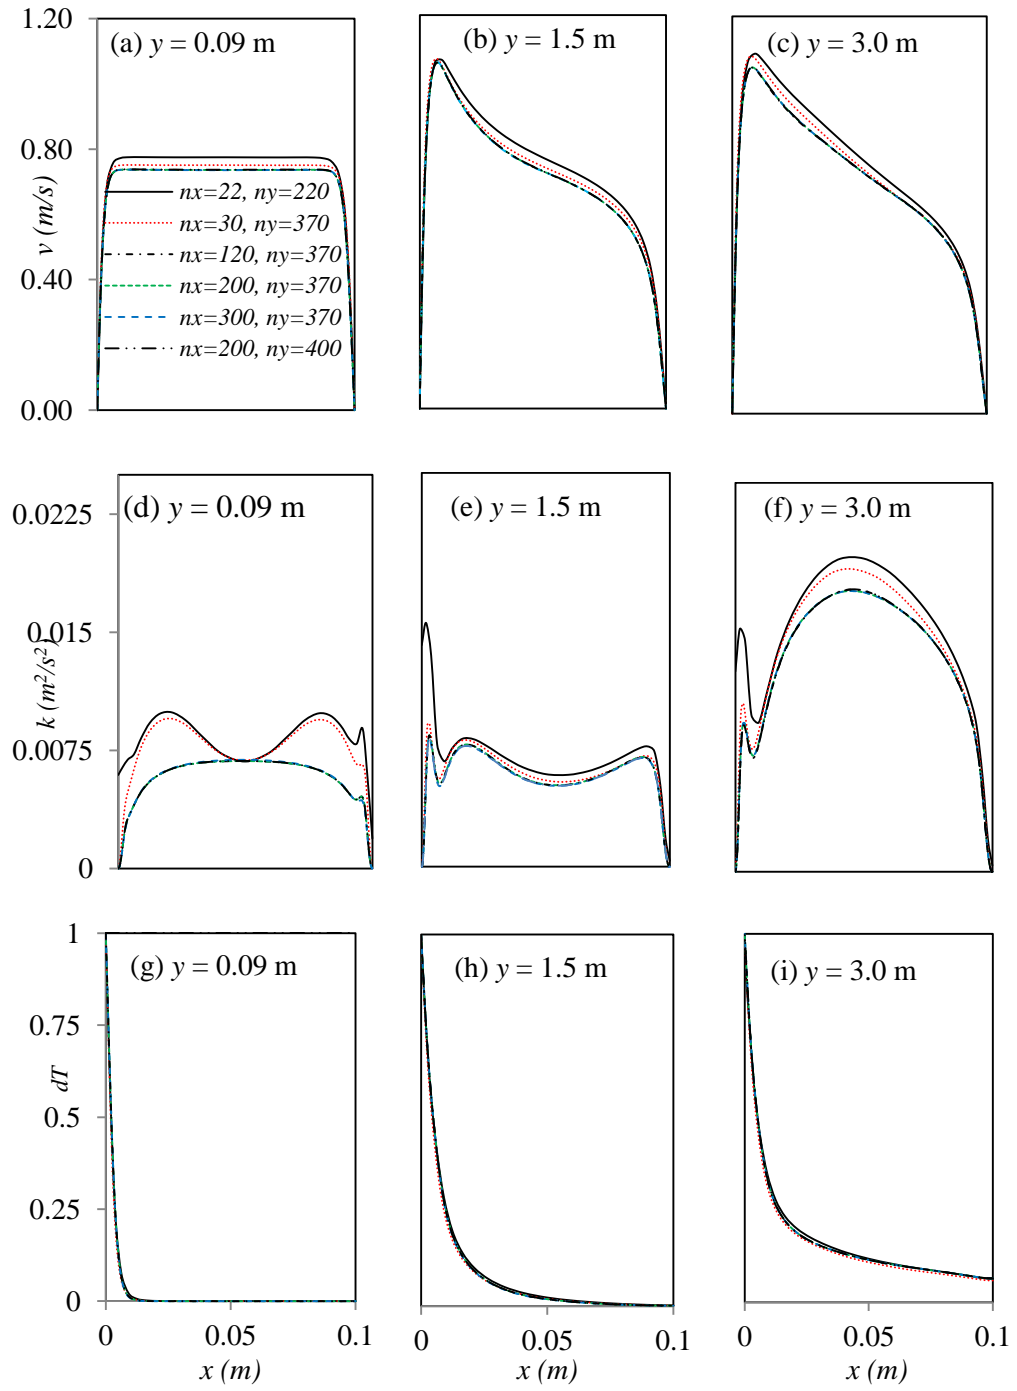 1.20
(a) y = 0.09 m
(b) y = 1.5 m
(c) y = 3.0 m
0.80
v (m/s)
nx=22, ny=220
nx=30, ny=370
nx=120, ny=370
0.40
nx=200, ny=370
nx=300, ny=370
nx=200, ny=400
0.00
(d) y = 0.09 m
(e) y = 1.5 m
(f) y = 3.0 m
0.0225
0.015
k (m²/s²)
0.0075
0
1
(g) y = 0.09 m
(h) y = 1.5 m
(i) y = 3.0 m
0.75
dT
0.5
0.25
0
0 0.05 0.1
0 0.05 0.1
0 0.05 0.1
x (m)
x (m)
x (m)